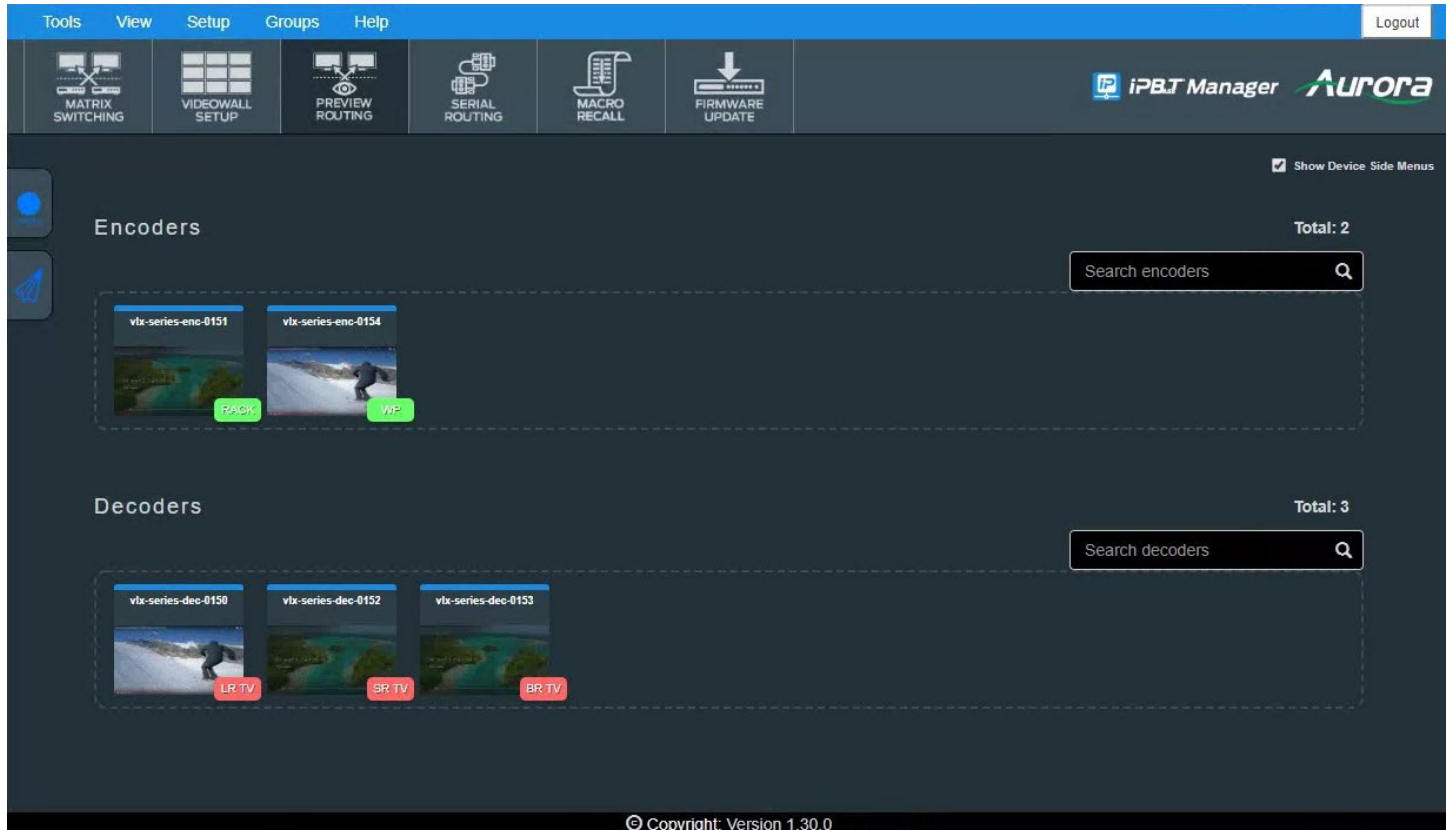 Tools View Setup Groups Help Logout
MATRIX
SWITCHING
VIDEOWALL
SETUP
PREVIEW
ROUTING
SERIAL
ROUTING
MACRO
RECALL
FIRMWARE
UPDATE
iP iPB.T Manager Aurora
Show Device Side Menus
Encoders
Total: 2
Search encoders
vlx-series-enc-0151
vlx-series-enc-0154
RACK
WP
Decoders
Total: 3
Search decoders
vlx-series-dec-0150
vlx-series-dec-0152
vlx-series-dec-0153
LR TV
SR TV
BR TV
© Copyright: Version 1.30.0